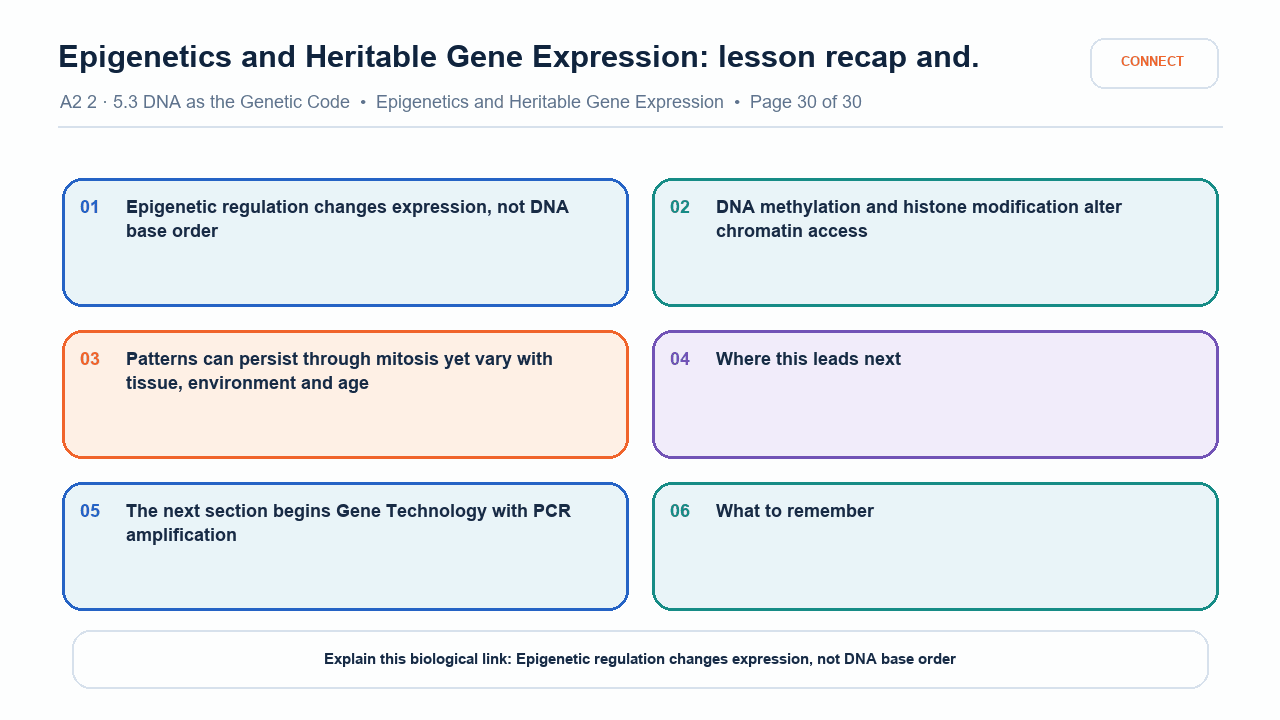 Epigenetics and Heritable Gene Expression: lesson recap and.
CONNECT
A2 2 · 5.3 DNA as the Genetic Code • Epigenetics and Heritable Gene Expression • Page 30 of 30
01 Epigenetic regulation changes expression, not DNA
base order
02 DNA methylation and histone modification alter
chromatin access
03 Patterns can persist through mitosis yet vary with
tissue, environment and age
04 Where this leads next
05 The next section begins Gene Technology with PCR
amplification
06 What to remember
Explain this biological link: Epigenetic regulation changes expression, not DNA base order